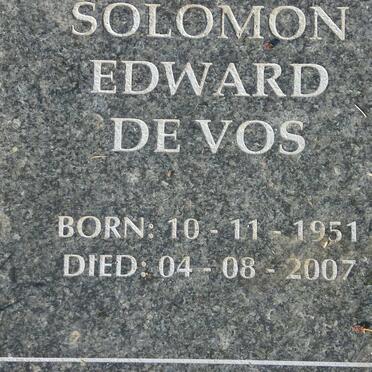 SOLOMON
EDWARD
DE VOS
BORN: 10 - 11 - 1951
DIED: 04 - 08 - 2007